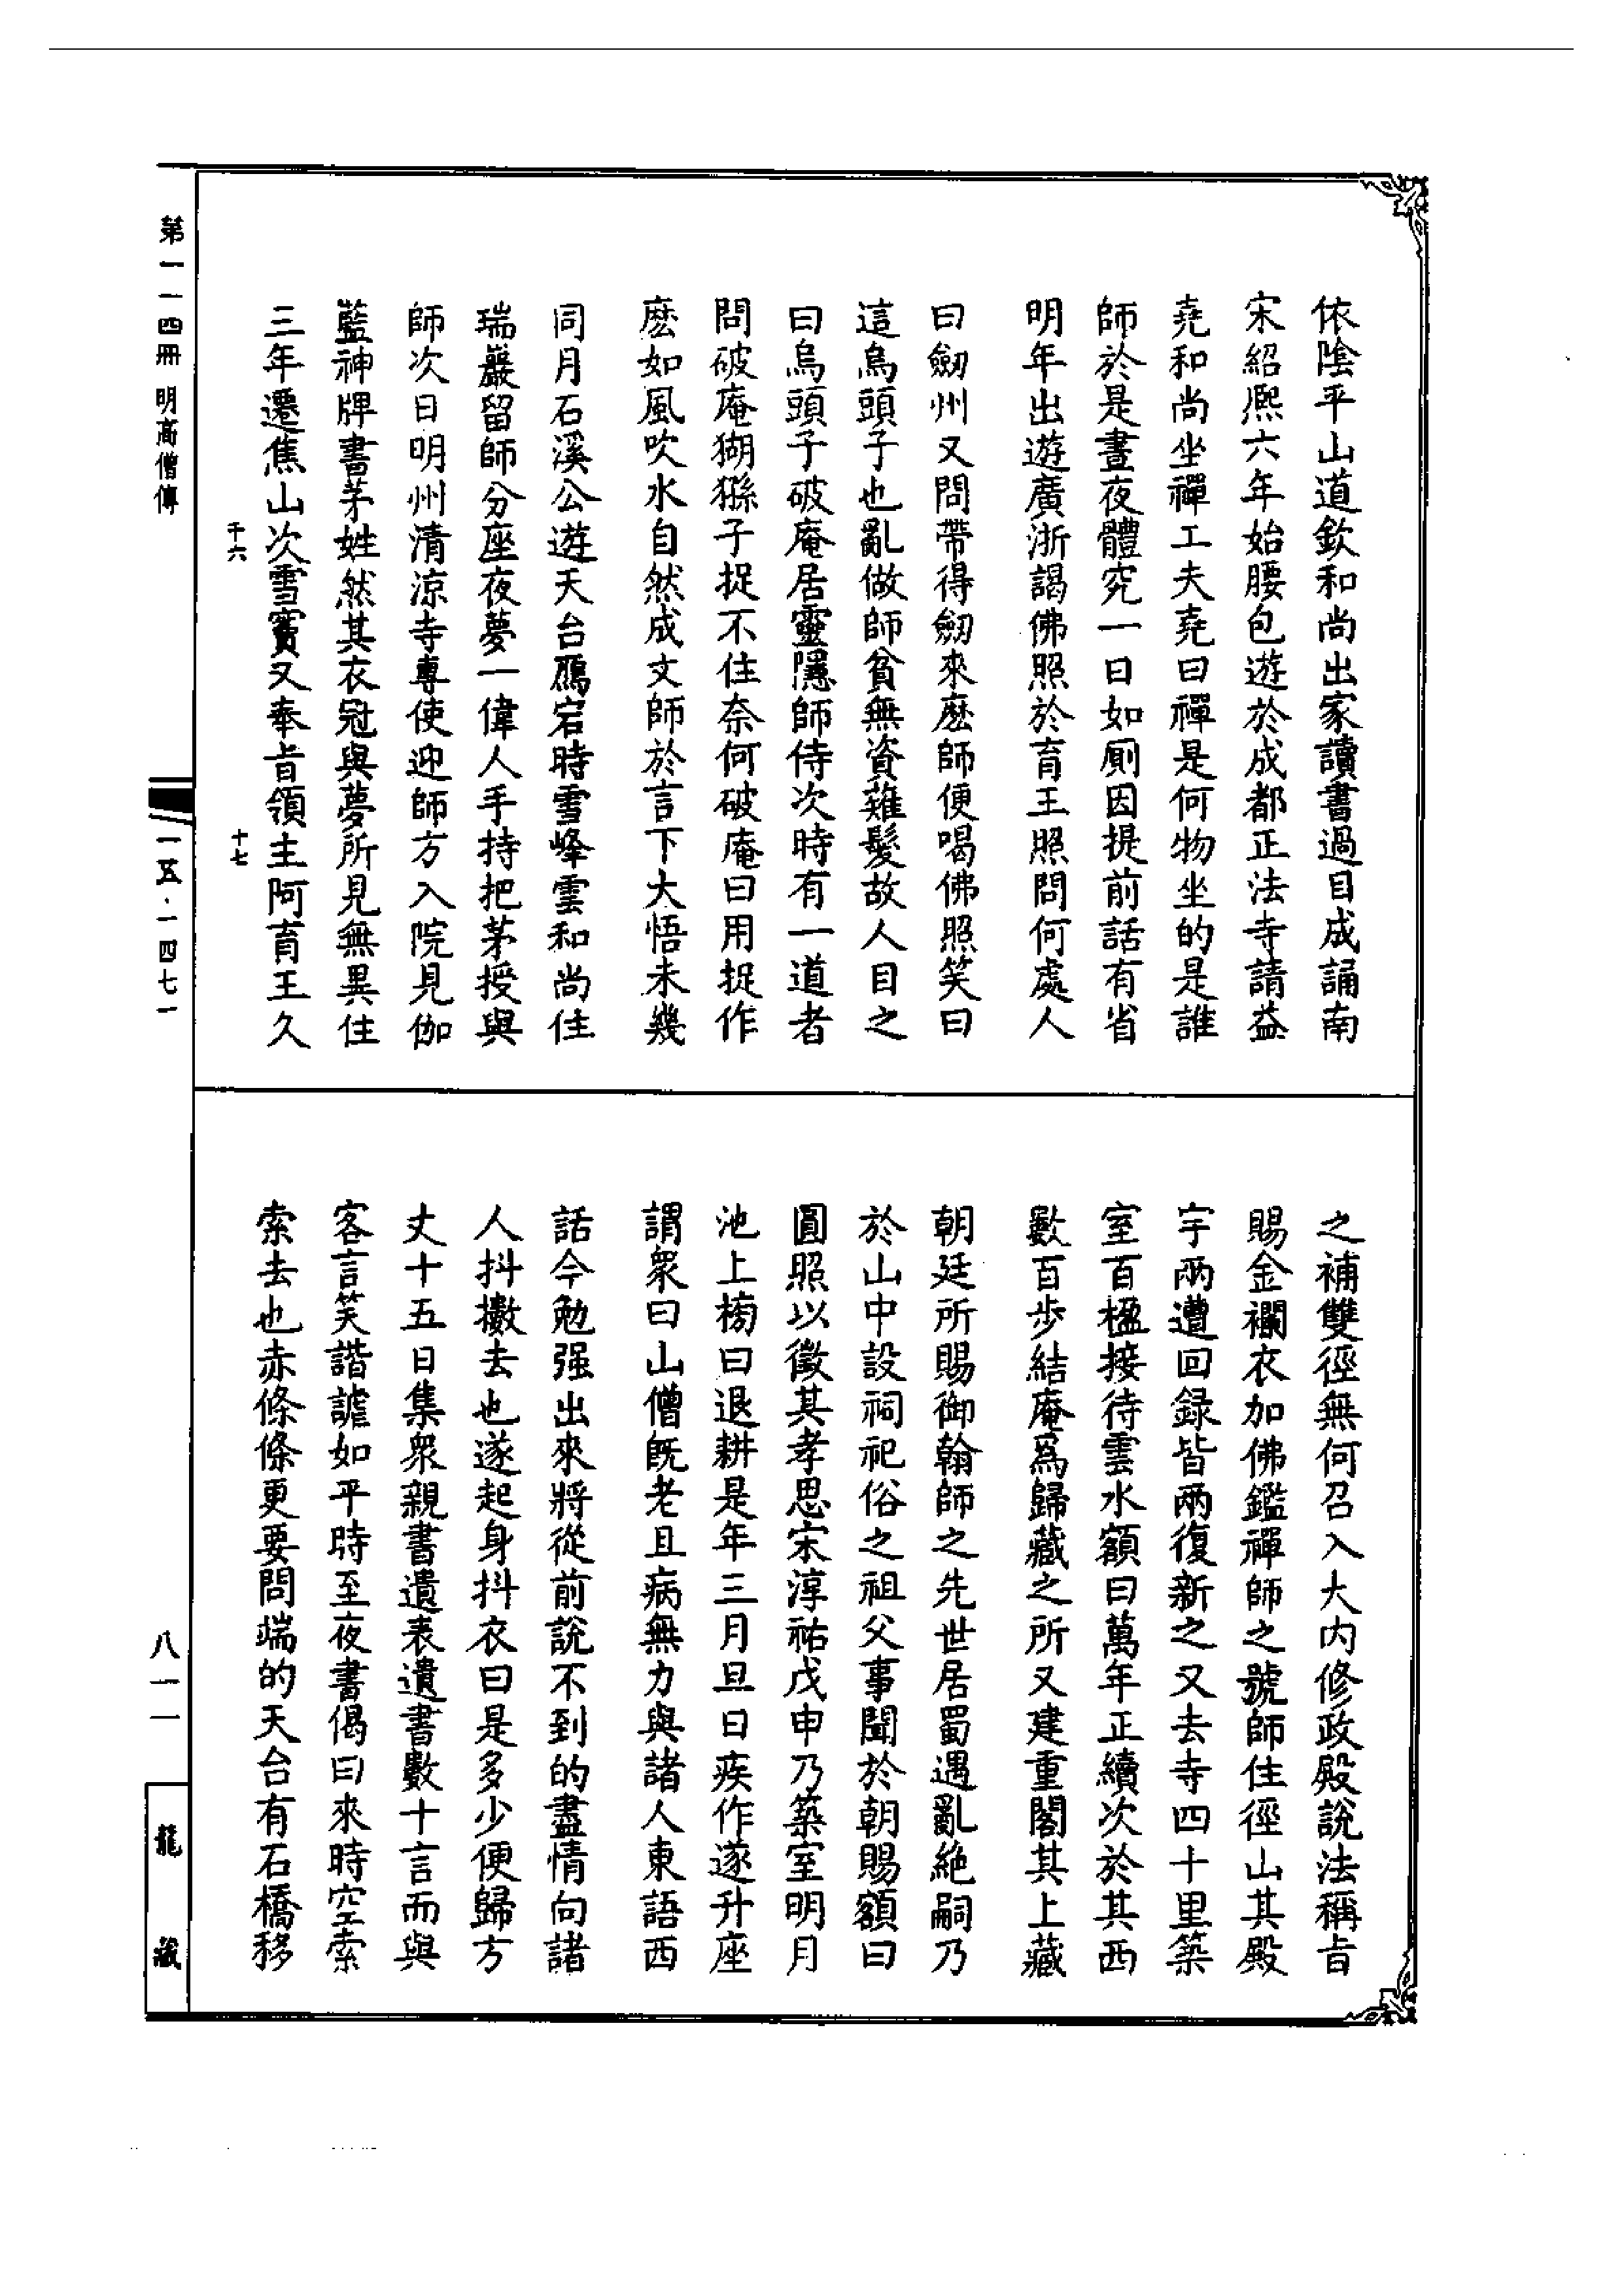 依陰平山道欽和尚出家讀書過目成誦南
宋紹熈六年始腰包遊於成都正法寺請益
堯和尚坐禪工夫堯曰禪是何物坐的是誰
師於是晝夜體究一日如厠因提前話有省
明年出遊廣浙謁佛照於育王照問何處人
曰劒州又問帶得劒來麽師便喝佛照笑曰
這烏頭子也亂做師貧無資薙髮故人目之
曰烏頭子破庵居靈隱師侍次時有一道者
問破庵猢猻子捉不住奈何破庵曰用捉作
麽如風吹水自然成文師於言下大悟未幾
同月石溪公遊天台鴈宕時雪峰雲和尚住
瑞巖留師分座夜夢一偉人手持把茅授與
師次日明州清凉寺專使迎師方入院見伽
藍神牌書茅姓然其衣冠與夢所見無異住
三年遷焦山次雪竇又奉旨領主阿育王久
之補雙徑無何召入大内修政殿說法稱旨
賜金襴衣加佛鑑禪師之號師住徑山其殿
宇兩遭回録皆兩復新之又去寺四十里築
室百楹接待雲水額曰萬年正續次於其西
數百步結庵爲歸藏之所又建重閣其上藏
朝廷所賜御翰師之先世居蜀遇亂絶嗣乃
於山中設祠祀俗之祖父事聞於朝賜額曰
圓照以徵其孝思宋淳祐戊申乃築室明月
池上榜曰退耕是年三月旦日疾作遂升座
謂衆曰山僧旣老且病無力與諸人東語西
話今勉强出來將從前說不到的盡情向諸
人抖擻去也遂起身抖衣曰是多少便歸方
丈十五日集衆親書遺表遺書數十言而與
客言笑諧謔如平時至夜書偈曰來時空索
索去也赤條條更要問端的天台有石橋移
千六
十七
第一一四冊 明高僧傳
一五·一四七一
八一一
龍藏